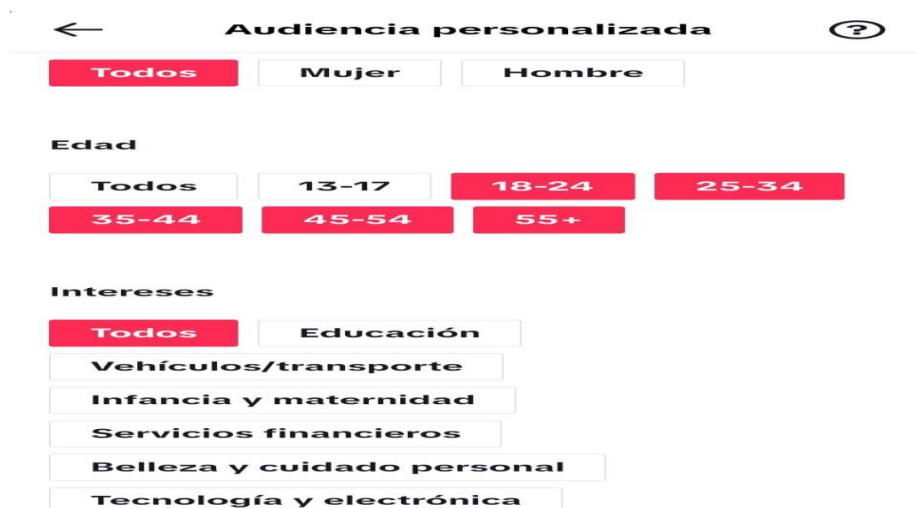 Audiencia personalizada ?
Todos Mujer Hombre
Edad
Todos 13-17 18-24 25-34
35-44 45-54 55+
Intereses
Todos Educación
Vehículos/transporte
Infancia y maternidad
Servicios financieros
Belleza y cuidado personal
Tecnología y electrónica